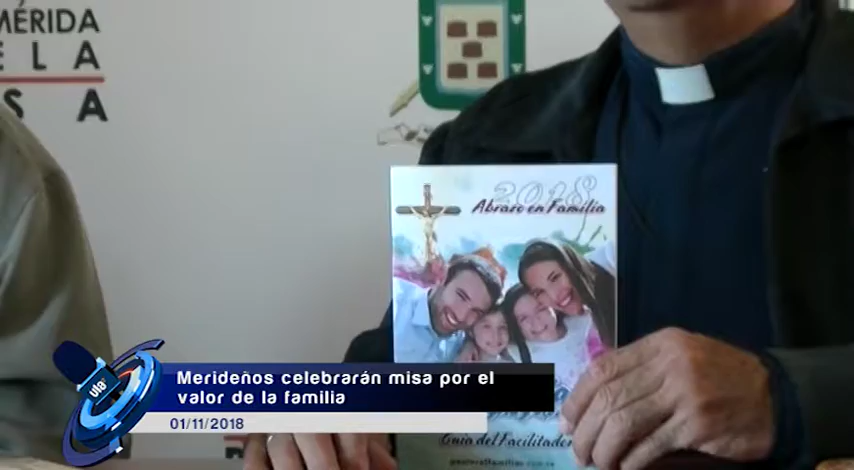 MÉRIDA
E L A
S A
2018
Abrazo en Familia
Guía del Facilitador
ula
Merideños celebrarán misa por el
valor de la familia
01/11/2018